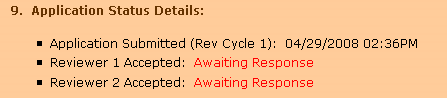 9. Application Status Details:
Application Submitted (Rev Cycle 1): 04/29/2008 02:36PM
Reviewer 1 Accepted: Awaiting Response
Reviewer 2 Accepted: Awaiting Response